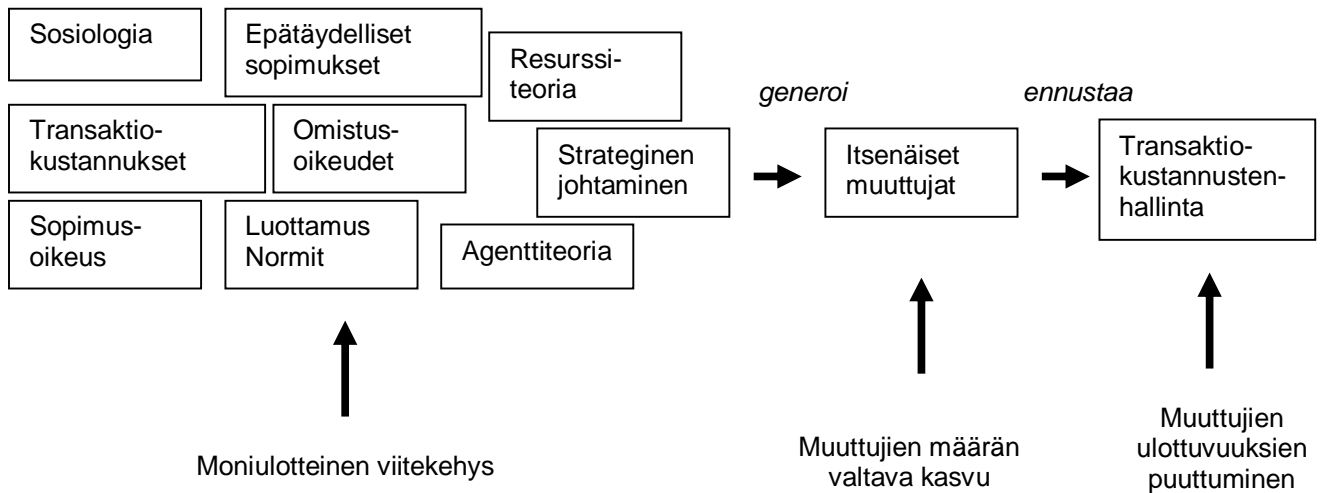 Sosiologia
Epätäydelliset
sopimukset
Resurssi-
teoria
Transaktio-
kustannukset
Omistus-
oikeudet
Strateginen
johtaminen
Sopimus-
oikeus
Luottamus
Normit
Agenttiteoria
generoi
Itsenäiset
muuttujat
ennustaa
Transaktio-
kustannusten-
hallinta
Moniulotteinen viitekehys
Muuttujien määrän
valtava kasvu
Muuttujien
ulottuvuuksien
puuttuminen